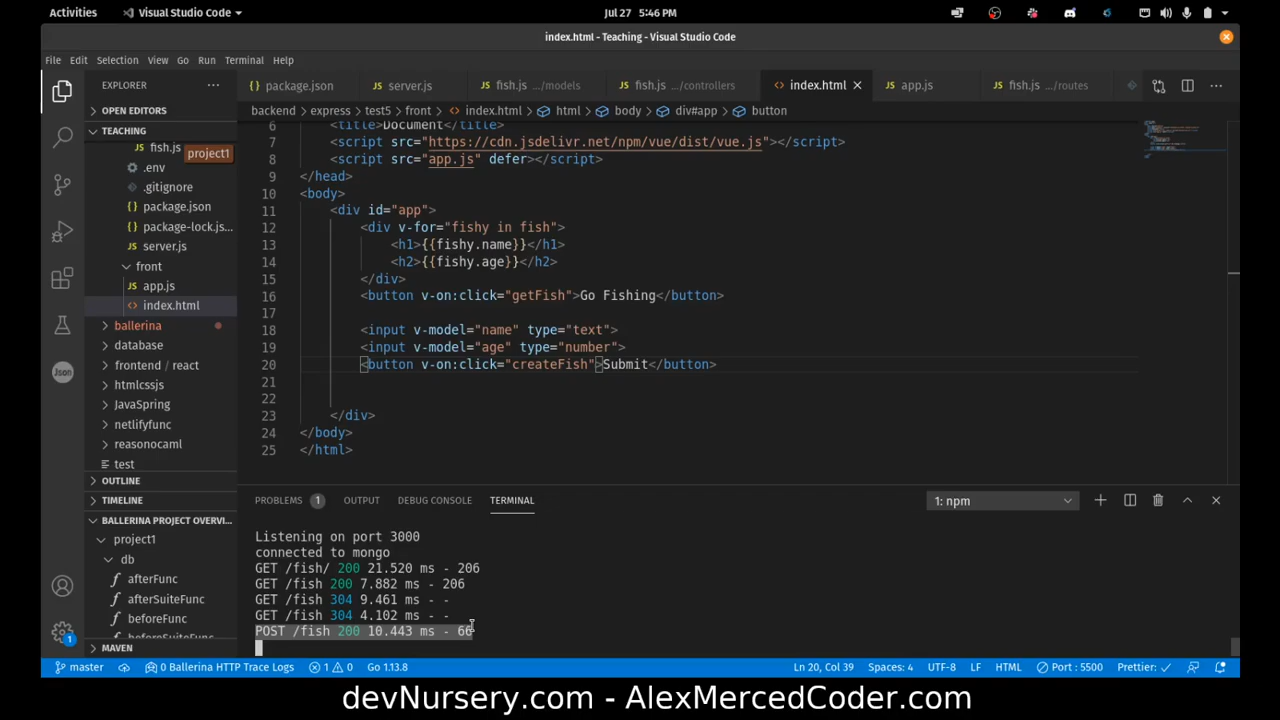 Activities
Visual Studio Code
Jul 27 5:46 PM
index.html - Teaching - Visual Studio Code
File Edit Selection View Go Run Terminal Help
EXPLORER
package.json
server.js
fish.js .../models
fish.js .../controllers
index.html
app.js
fish.js .../routes
OPEN EDITORS
TEACHING
fish.js
project1
.env
.gitignore
package.json
package-lock.js...
server.js
front
app.js
index.html
ballerina
database
frontend / react
htmlcssjs
JavaSpring
netlifyfunc
reasonocaml
test
OUTLINE
TIMELINE
BALLERINA PROJECT OVERVI...
project1
db
afterFunc
afterSuiteFunc
beforeFunc
beforeSuiteFunc
MAVEN
Json
backend > express > test5 > front > index.html > html > body > div#app > button
6 <title>Document</title>
7 <script src="https://cdn.jsdelivr.net/npm/vue/dist/vue.js"></script>
8 <script src="app.js" defer></script>
9 </head>
10 <body>
11 <div id="app">
12 <div v-for="fishy in fish">
13 <h1>{{fishy.name}}</h1>
14 <h2>{{fishy.age}}</h2>
15 </div>
16 <button v-on:click="getFish">Go Fishing</button>
17
18 <input v-model="name" type="text">
19 <input v-model="age" type="number">
20 <button v-on:click="createFish">Submit</button>
21
22
23 </div>
24 </body>
25 </html>
PROBLEMS 1 OUTPUT DEBUG CONSOLE TERMINAL 1: npm
Listening on port 3000
connected to mongo
GET /fish/ 200 21.520 ms - 206
GET /fish 200 7.882 ms - 206
GET /fish 304 9.461 ms - -
GET /fish 304 4.102 ms - -
POST /fish 200 10.443 ms - 66
1
master 0 Ballerina HTTP Trace Logs 1 0 Go 1.13.8 Ln 20, Col 39 Spaces: 4 UTF-8 LF HTML Port : 5500 Prettier: ✓
devNursery.com - AlexMercedCoder.com